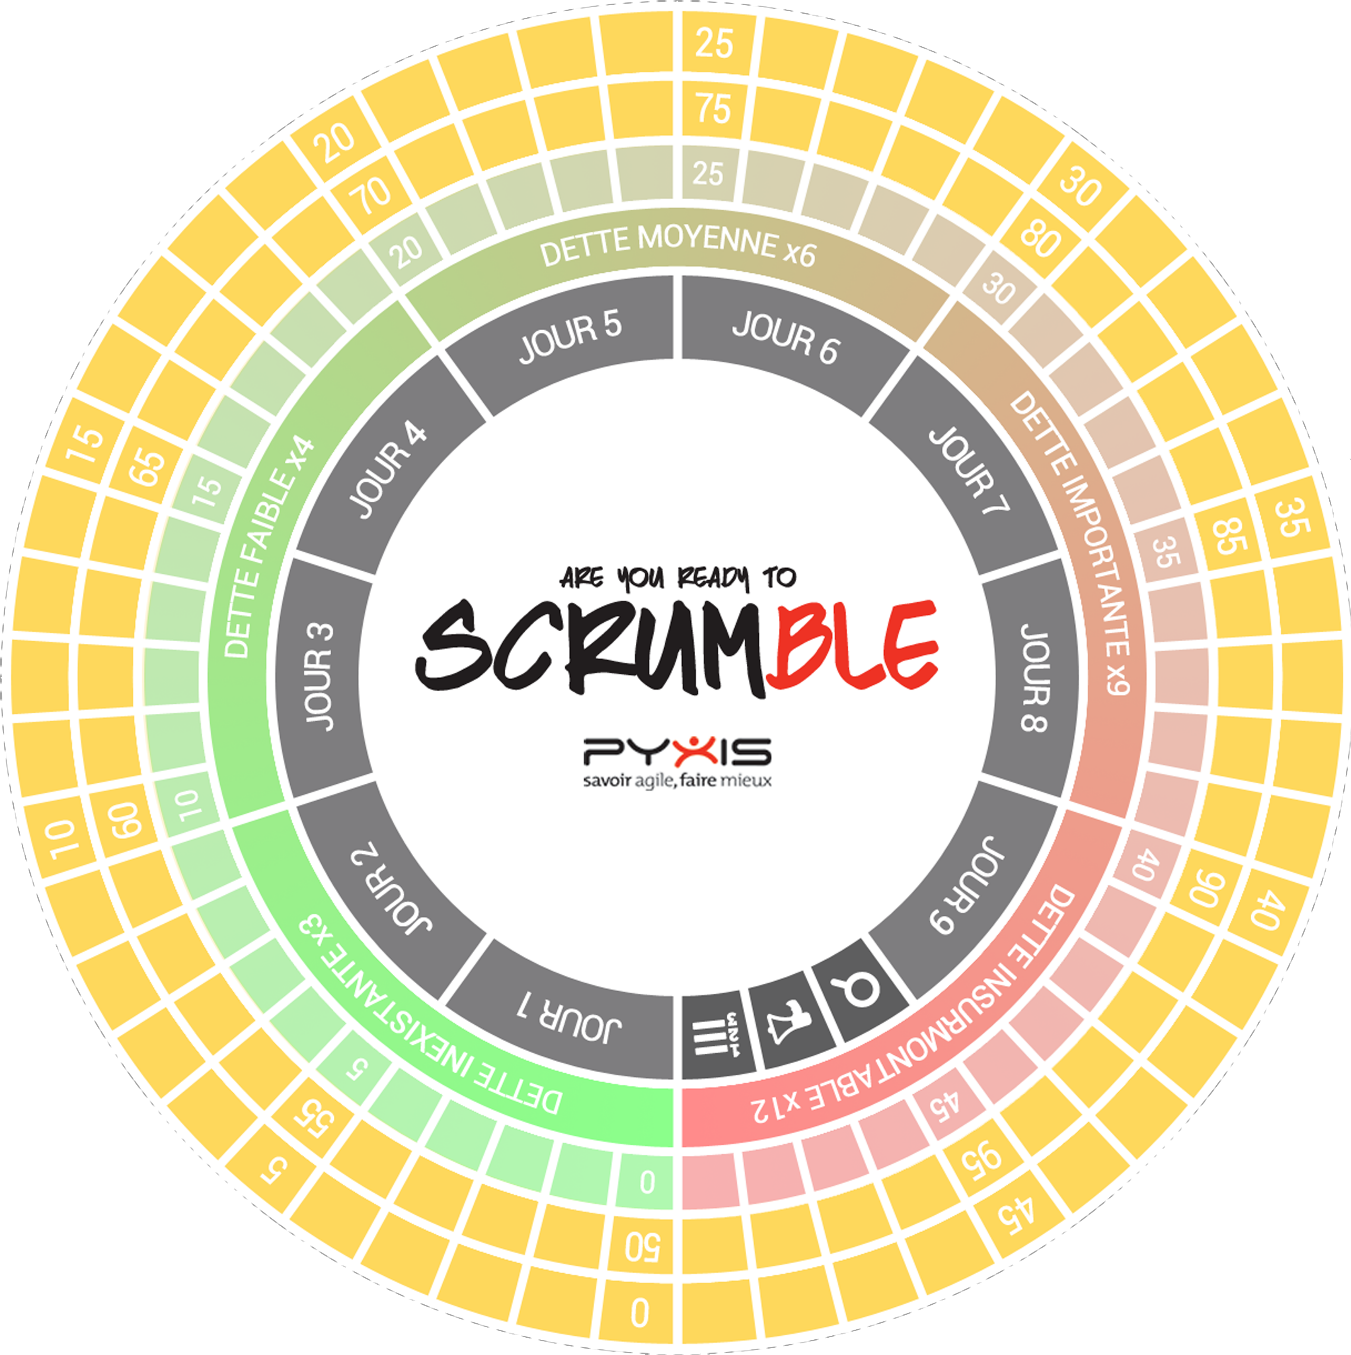 ARE YOU READY TO
SCRUMBLE
PYXIS
savoir agile, faire mieux
JOUR 1
JOUR 2
JOUR 3
JOUR 4
JOUR 5
JOUR 6
JOUR 7
JOUR 8
JOUR 9
1 2 3
DETTE INEXISTANTE x3
DETTE FAIBLE x4
DETTE MOYENNE x6
DETTE IMPORTANTE x9
DETTE INSURMONTABLE x12
0
5
10
15
20
25
30
35
40
45
50
55
60
65
70
75
80
85
90
95
0
5
10
15
20
25
30
35
40
45